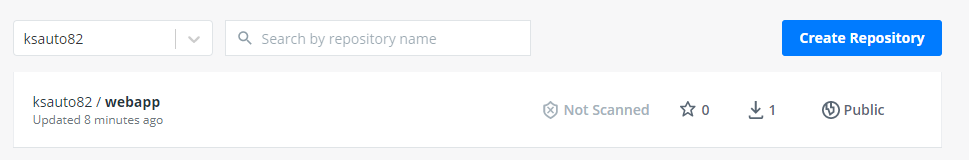 ksauto82
Search by repository name
Create Repository
ksauto82 / webapp
Not Scanned
0
1
Public
Updated 8 minutes ago